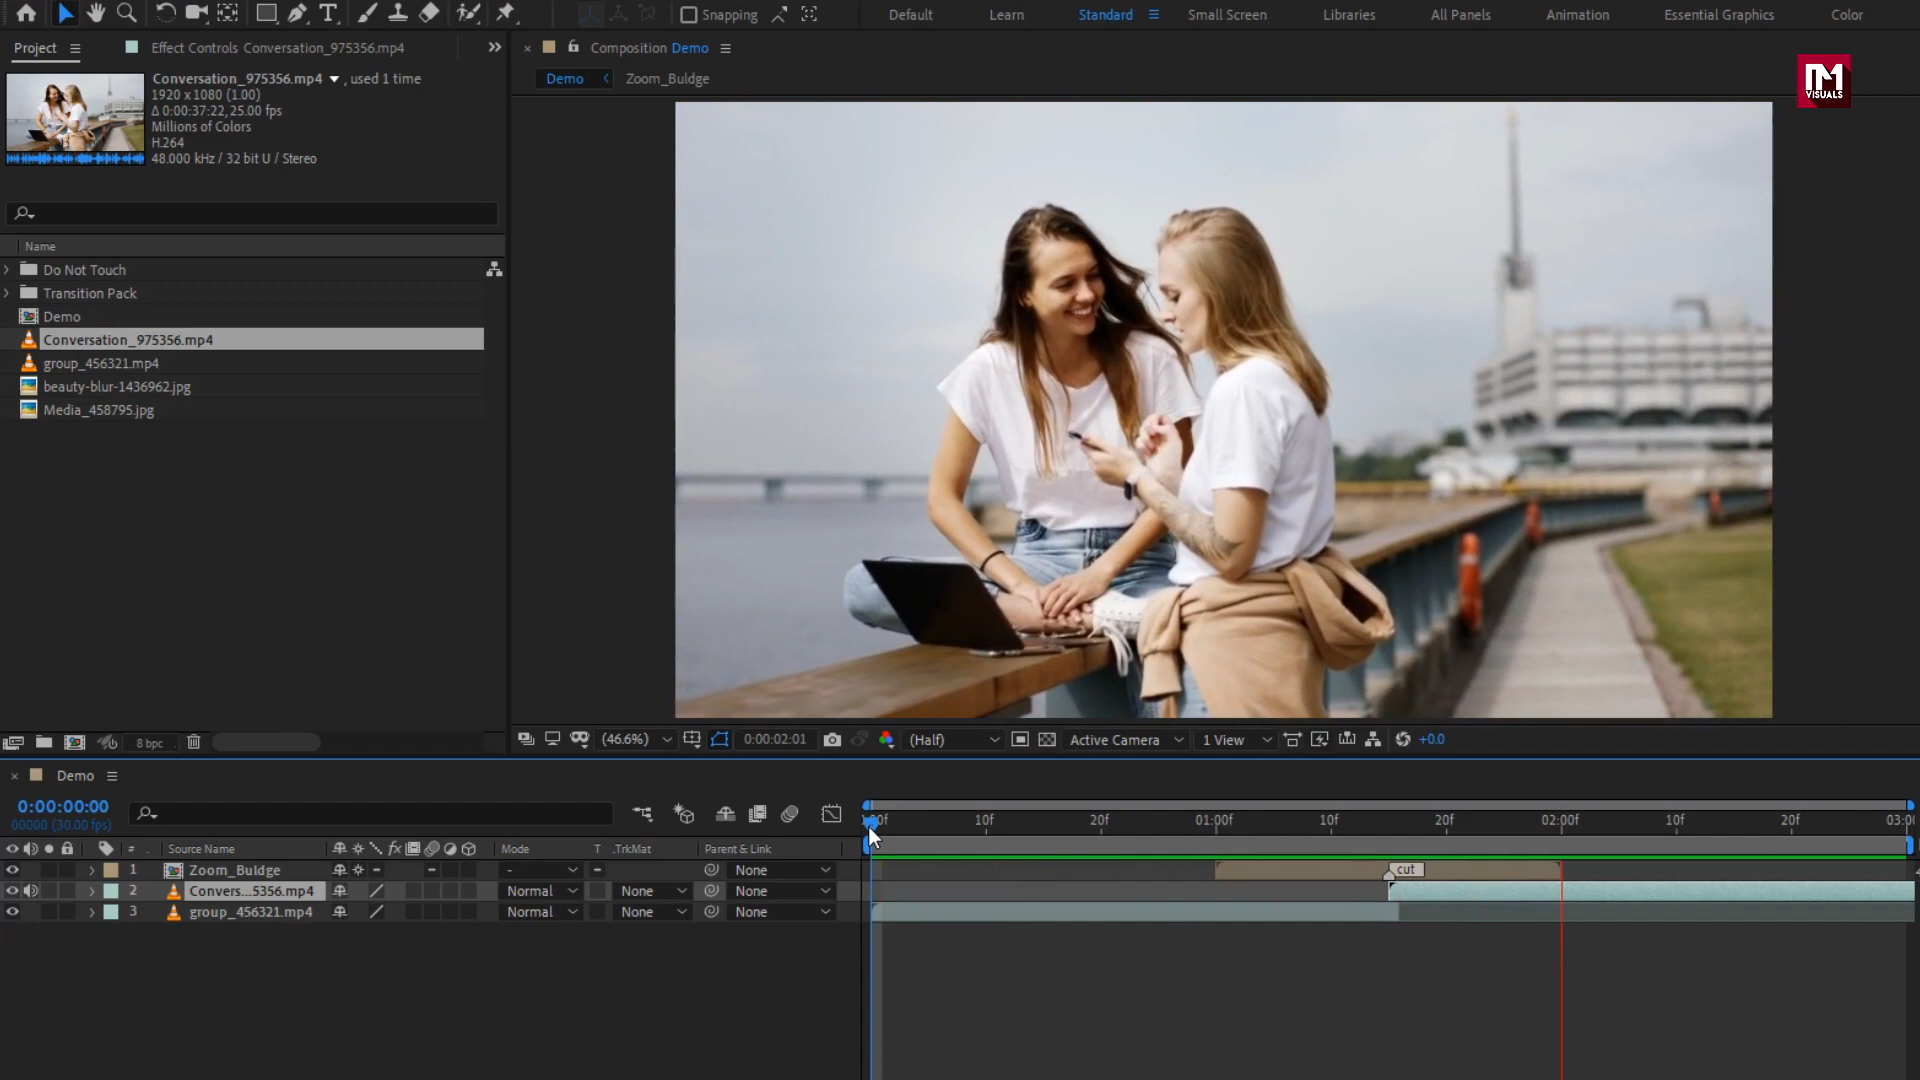 Snapping
Default
Learn
Standard
Small Screen
Libraries
All Panels
Animation
Essential Graphics
Color
Project
Effect Controls Conversation_975356.mp4
Composition Demo
M
VISUALS
Conversation_975356.mp4 , used 1 time
1920 x 1080 (1.00)
Δ 0:00:37:22, 25.00 fps
Millions of Colors
H.264
48.000 kHz / 32 bit U / Stereo
Demo
Zoom_Buldge
Name
Do Not Touch
Transition Pack
Demo
Conversation_975356.mp4
group_456321.mp4
beauty-blur-1436962.jpg
Media_458795.jpg
8 bpc
(46.6%)
0:00:02:01
(Half)
Active Camera
1 View
+0.0
Demo
0:00:00:00
00000 (30.00 fps)
10f
20f
01:00f
10f
20f
02:00f
10f
20f
# . Source Name
Mode
T .TrkMat
Parent & Link
1 Zoom_Buldge - None
cut
2 Convers...5356.mp4 Normal None None
3 group_456321.mp4 Normal None None